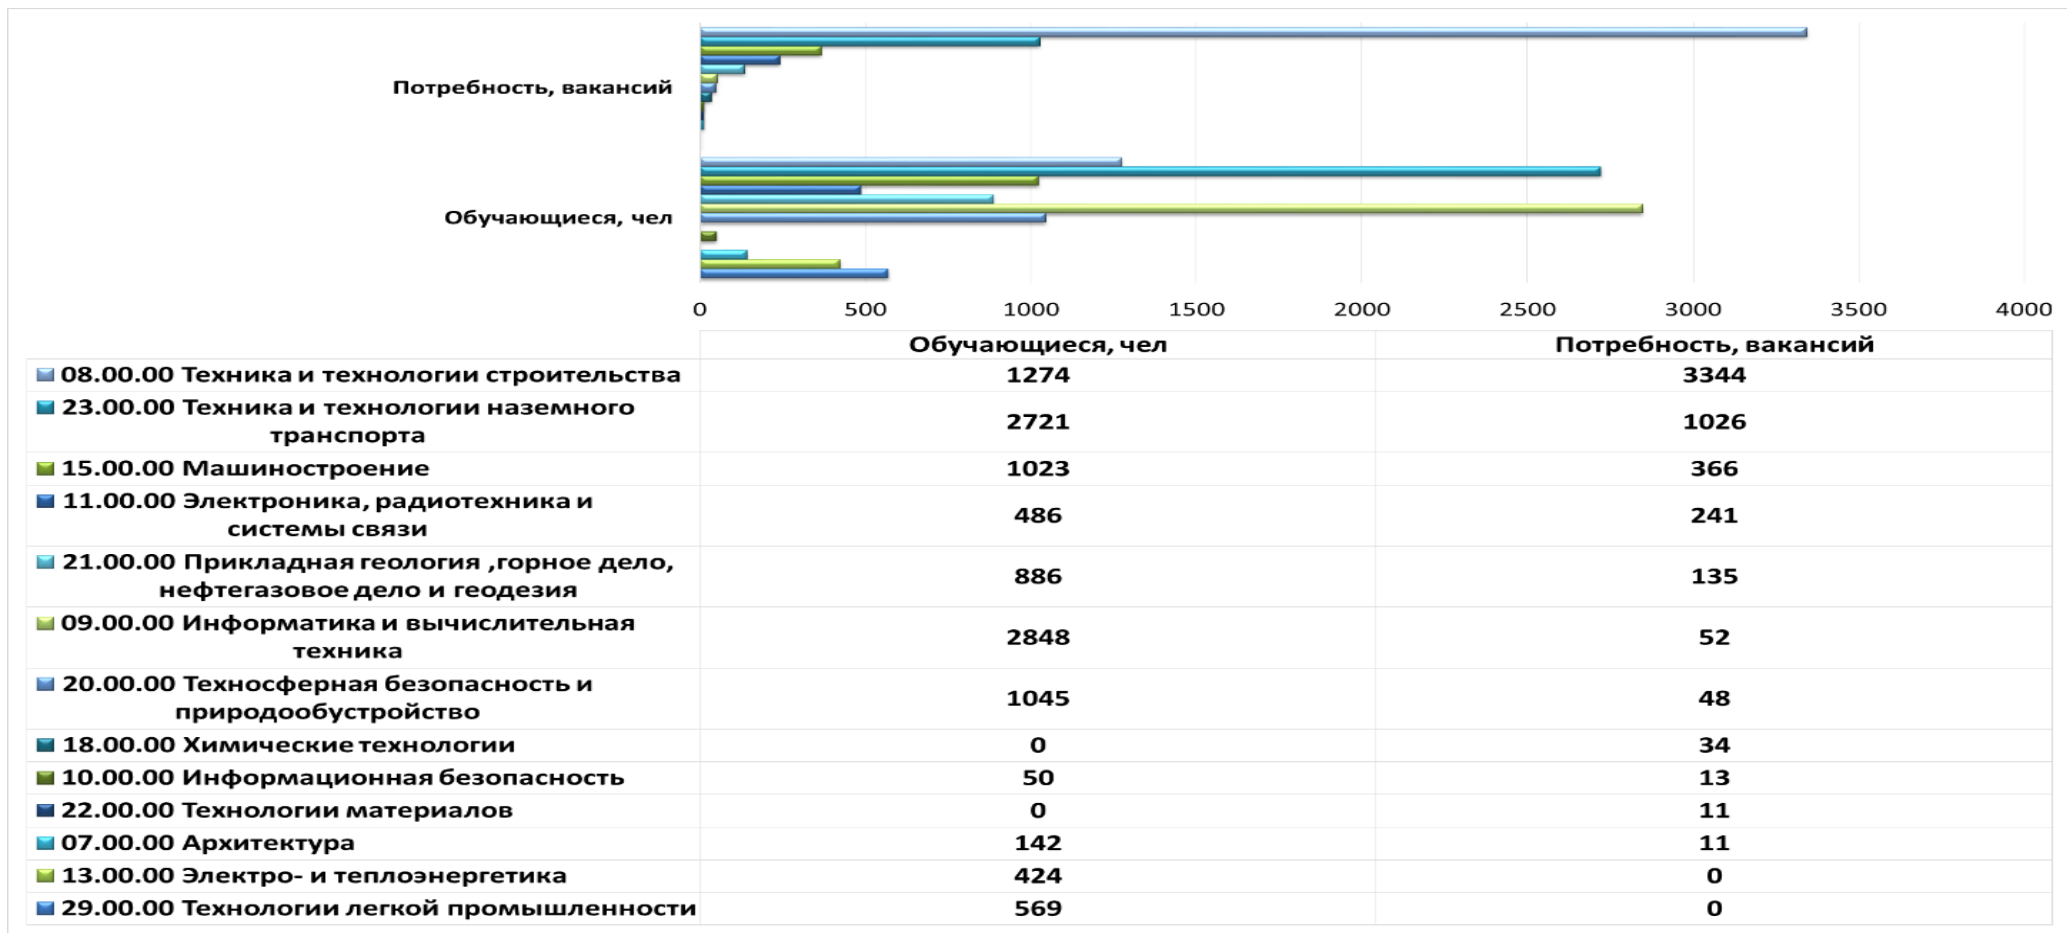 Потребность, вакансий
Обучающиеся, чел
0 500 1000 1500 2000 2500 3000 3500 4000
Обучающиеся, чел Потребность, вакансий
08.00.00 Техника и технологии строительства 1274 3344
23.00.00 Техника и технологии наземного
транспорта 2721 1026
15.00.00 Машиностроение 1023 366
11.00.00 Электроника, радиотехника и
системы связи 486 241
21.00.00 Прикладная геология ,горное дело,
нефтегазовое дело и геодезия 886 135
09.00.00 Информатика и вычислительная
техника 2848 52
20.00.00 Техносферная безопасность и
природообустройство 1045 48
18.00.00 Химические технологии 0 34
10.00.00 Информационная безопасность 50 13
22.00.00 Технологии материалов 0 11
07.00.00 Архитектура 142 11
13.00.00 Электро- и теплоэнергетика 424 0
29.00.00 Технологии легкой промышленности 569 0